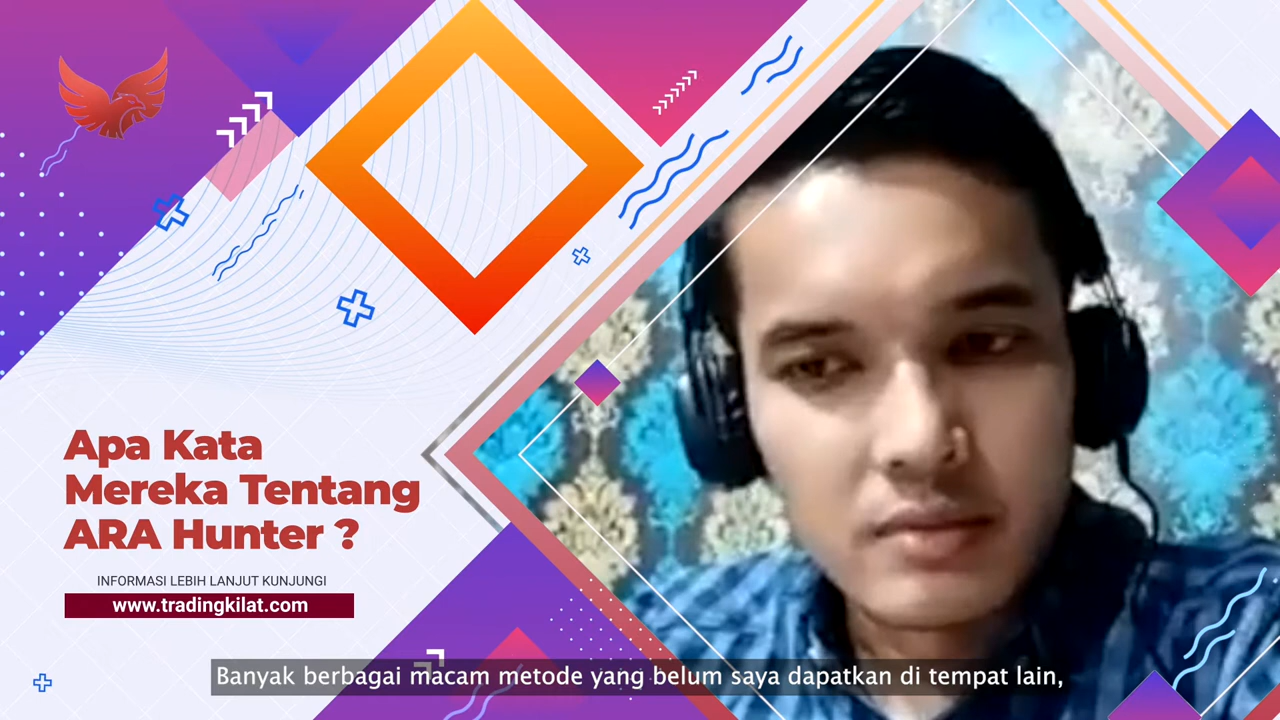 Apa Kata
Mereka Tentang
ARA Hunter ?
INFORMASI LEBIH LANJUT KUNJUNGI
www.tradingkilat.com
Banyak berbagai macam metode yang belum saya dapatkan di tempat lain,